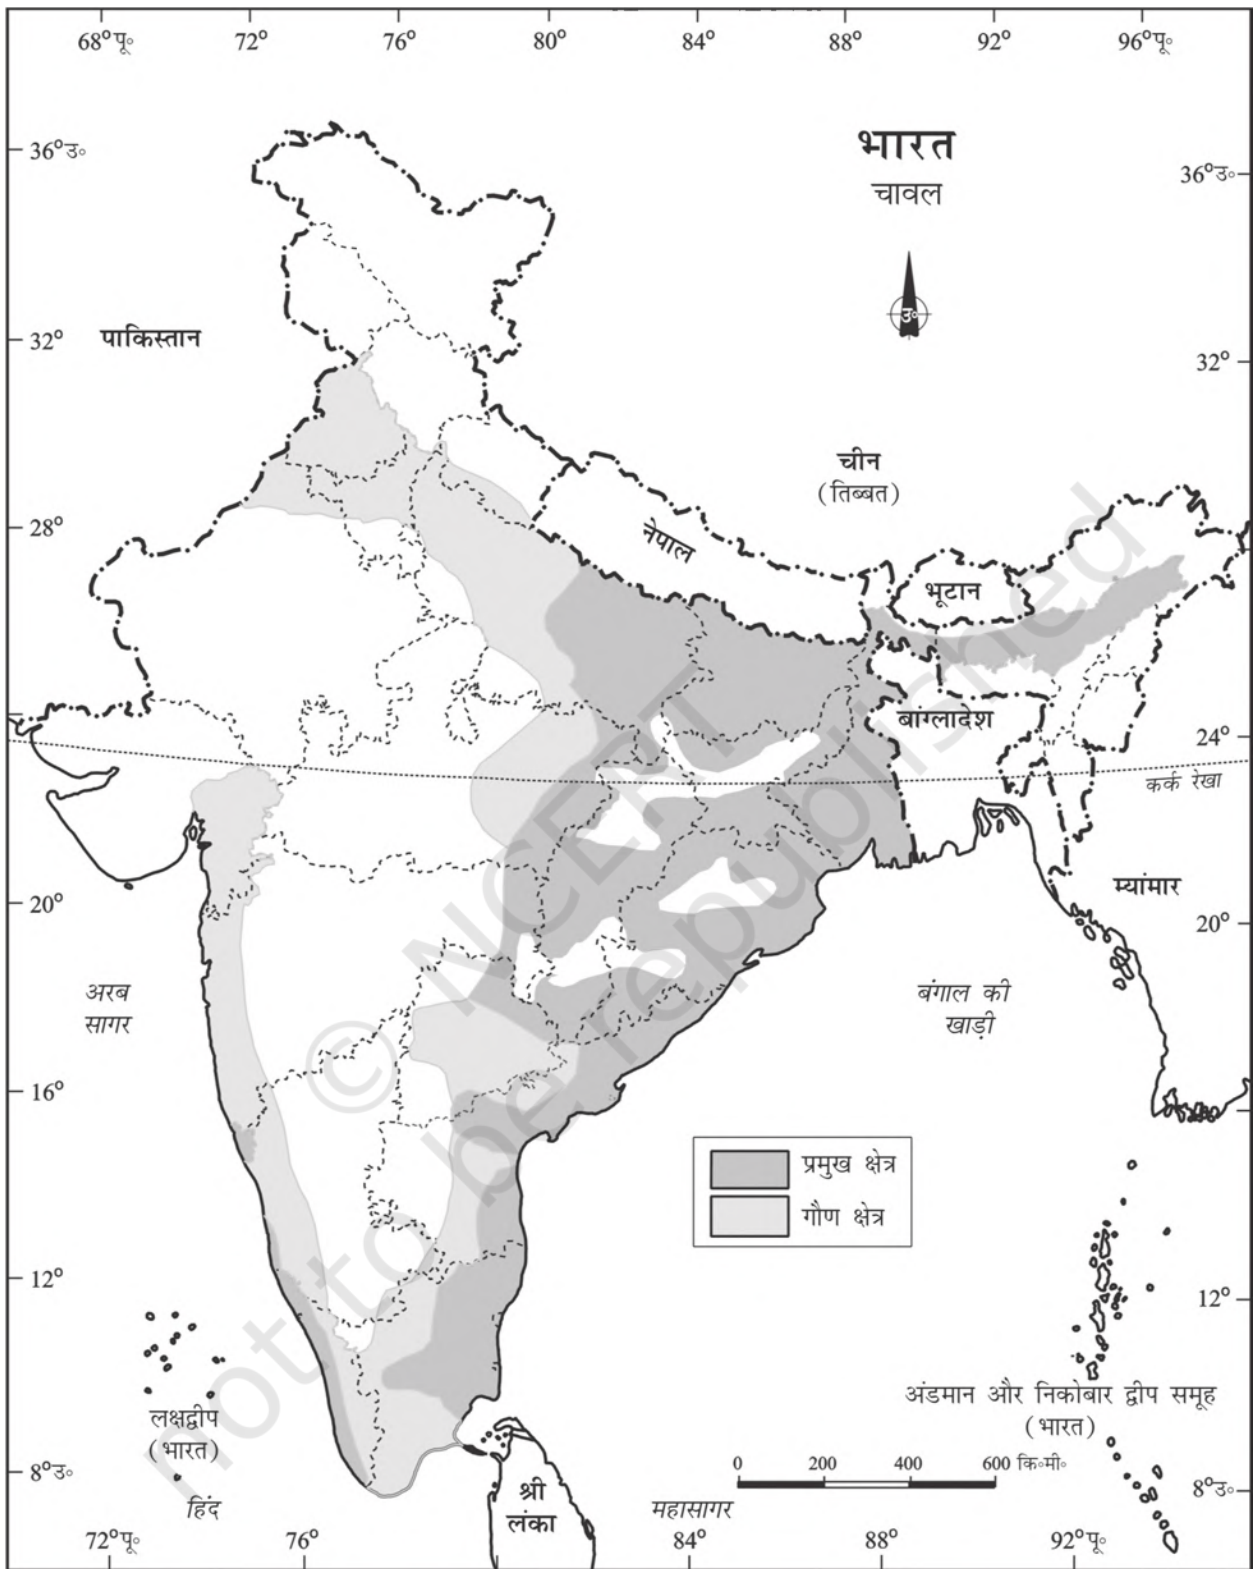 68°पू॰ 72° 76° 80° 84° 88° 92° 96°पू॰
भारत
चावल
36°उ॰
36°उ॰
उ॰
पाकिस्तान
32°
32°
चीन
(तिब्बत)
28°
28°
नेपाल
भूटान
बांग्लादेश
24°
कर्क रेखा
म्यांमार
20°
20°
अरब
सागर
बंगाल की
खाड़ी
16°
प्रमुख क्षेत्र
गौण क्षेत्र
12°
12°
लक्षद्वीप
(भारत)
अंडमान और निकोबार द्वीप समूह
(भारत)
0 200 400 600 कि॰मी॰
8°उ॰
8°उ॰
श्री
लंका
हिंद
महासागर
72°पू॰ 76° 84° 88° 92°पू॰
© NCERT
not to be republished